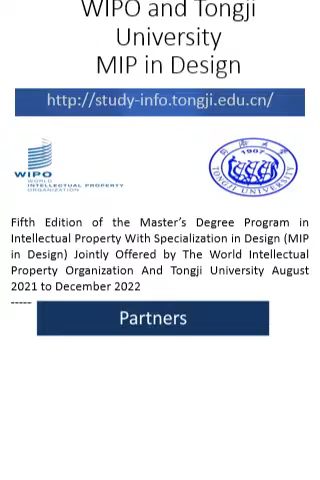 WIPO and Tongji
University
MIP in Design
http://study-info.tongji.edu.cn/
WIPO
WORLD
INTELLECTUAL PROPERTY
ORGANIZATION
1907
TONGJI UNIVERSITY
Fifth Edition of the Master’s Degree Program in
Intellectual Property With Specialization in Design (MIP
in Design) Jointly Offered by The World Intellectual
Property Organization And Tongji University August
2021 to December 2022
-----
Partners